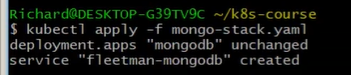 Richard@DESKTOP-G39TV9C ~/k8s-course
$ kubectl apply -f mongo-stack.yaml
deployment.apps "mongodb" unchanged
service "fleetman-mongodb" created